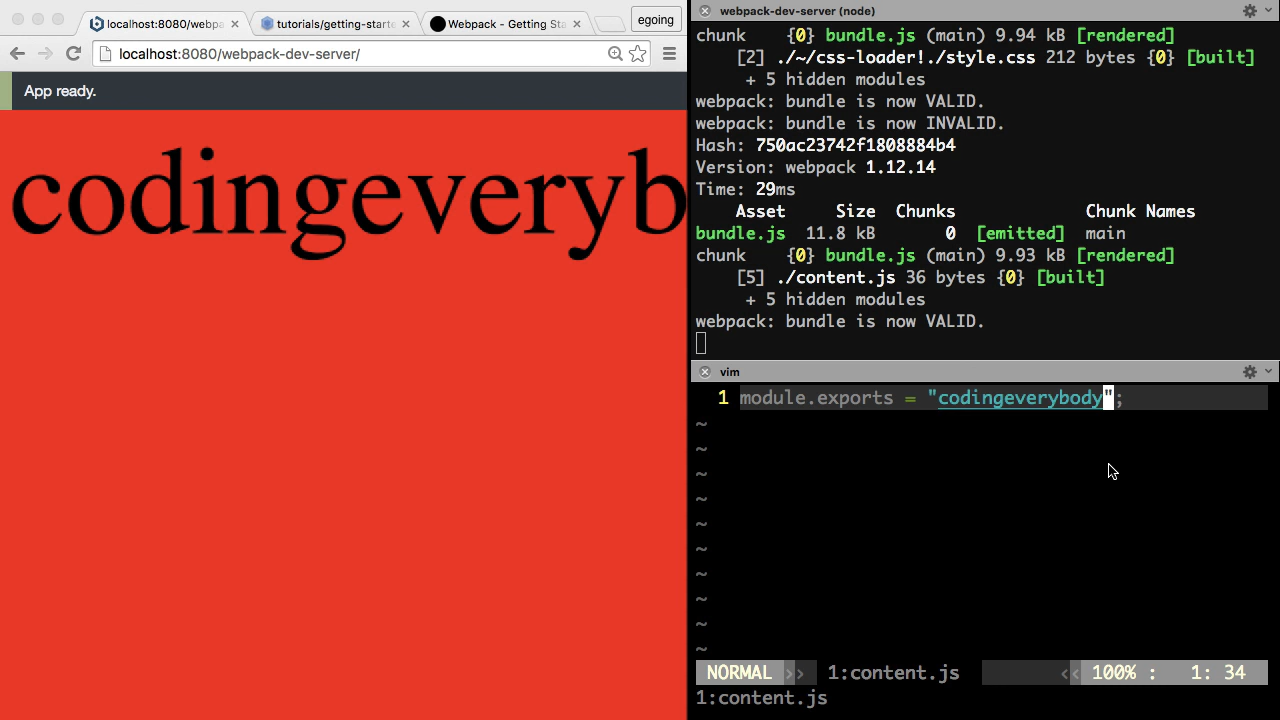 localhost:8080/webpa
tutorials/getting-starte
Webpack - Getting Sta
egoing
localhost:8080/webpack-dev-server/
App ready.
codingeveryb
webpack-dev-server (node)
chunk    {0} bundle.js (main) 9.94 kB [rendered]
[2] ./~/css-loader!./style.css 212 bytes {0} [built]
+ 5 hidden modules
webpack: bundle is now VALID.
webpack: bundle is now INVALID.
Hash: 750ac23742f1808884b4
Version: webpack 1.12.14
Time: 29ms
Asset     Size  Chunks             Chunk Names
bundle.js  11.8 kB       0  [emitted]  main
chunk    {0} bundle.js (main) 9.93 kB [rendered]
[5] ./content.js 36 bytes {0} [built]
+ 5 hidden modules
webpack: bundle is now VALID.
vim
1 module.exports = "codingeverybody";
~
~
~
~
~
~
~
~
~
~
NORMAL >> 1:content.js << 100% : 1: 34
1:content.js